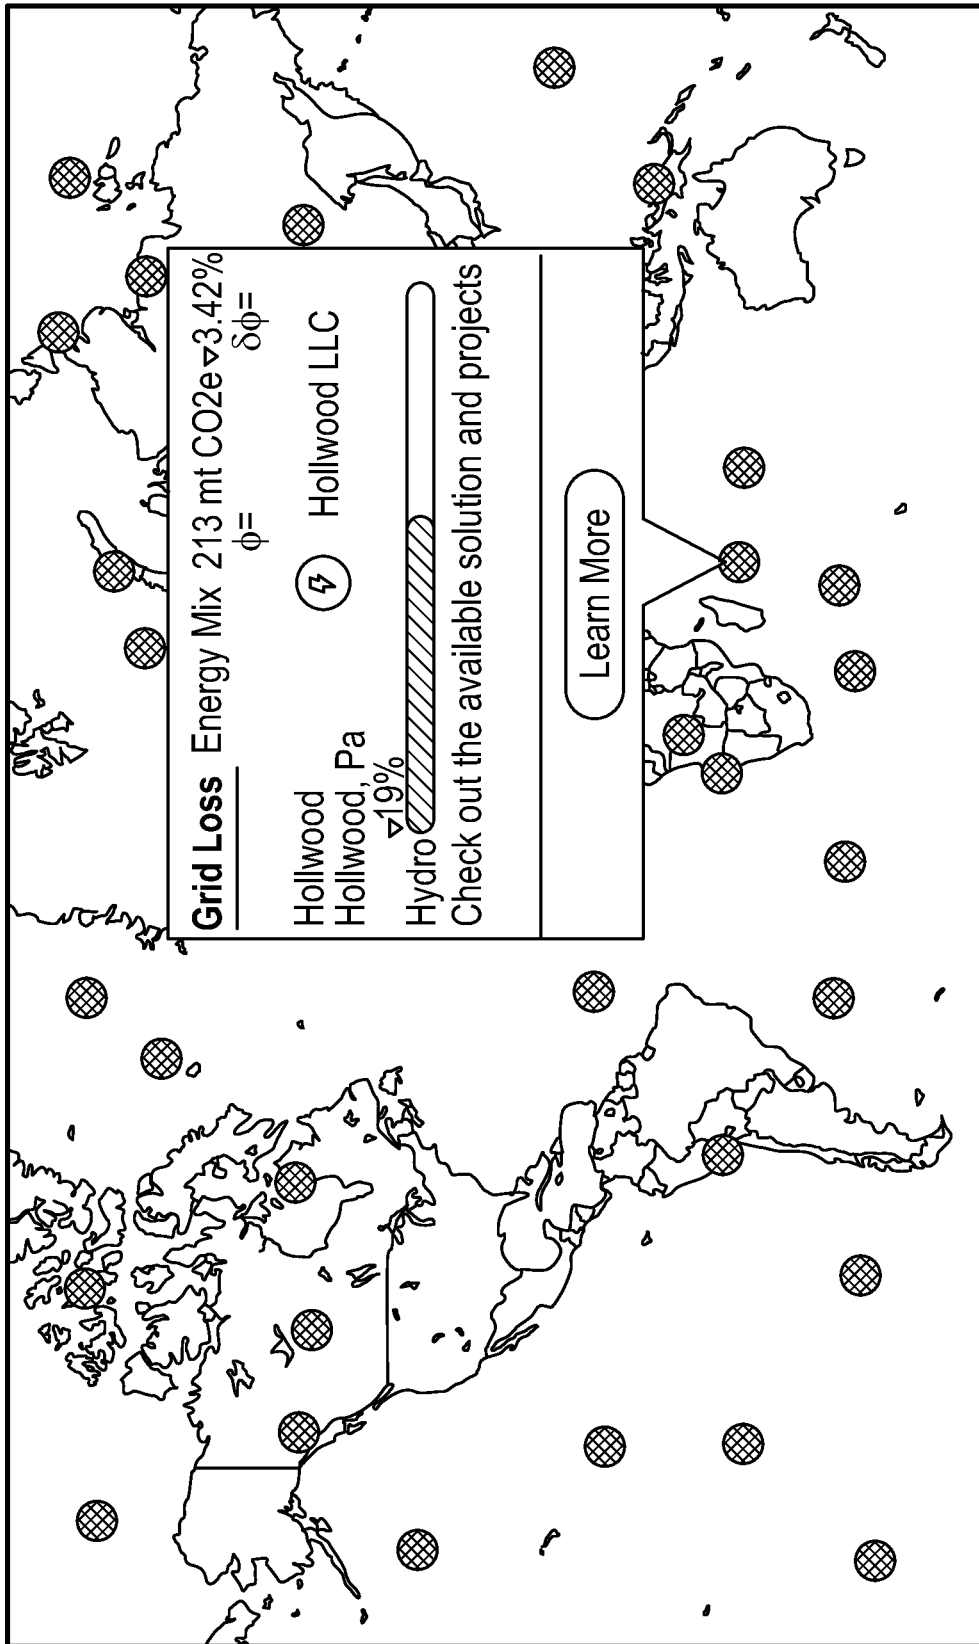 Grid Loss Energy Mix 213 mt CO2e ▿3.42%
ϕ= δϕ=
Hollwood
Hollwood, Pa
Hollwood LLC
▿19%
Hydro
Check out the available solution and projects
Learn More